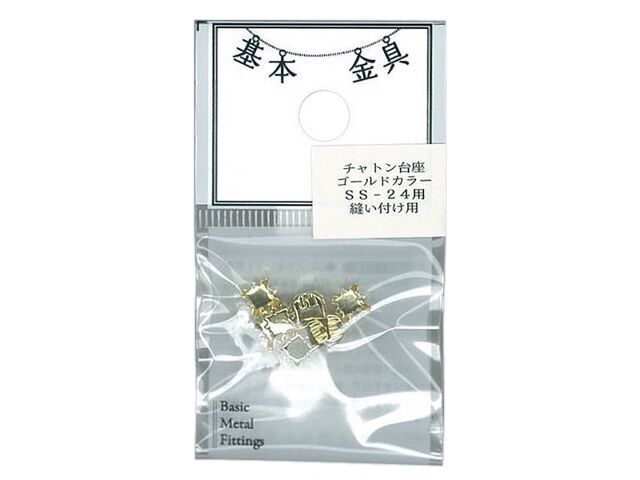 基本 金具
チャトン台座
ゴールドカラー
SS-24用
縫い付け用
Basic
Metal
Fittings